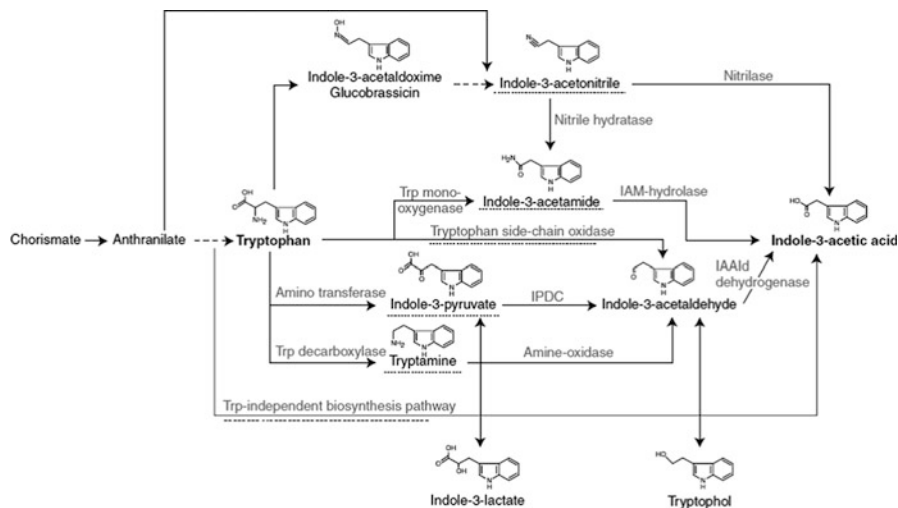 Indole-3-acetaldoxime
Glucobrassicin
Indole-3-acetonitrile
Nitrilase
Nitrile hydratase
Trp mono-
oxygenase
Indole-3-acetamide
IAM-hydrolase
Chorismate
Anthranilate
Tryptophan
Tryptophan side-chain oxidase
Indole-3-acetic acid
Amino transferase
Indole-3-pyruvate
IPDC
Indole-3-acetaldehyde
IAAld
dehydrogenase
Trp decarboxylase
Tryptamine
Amine-oxidase
Trp-independent biosynthesis pathway
Indole-3-lactate
Tryptophol